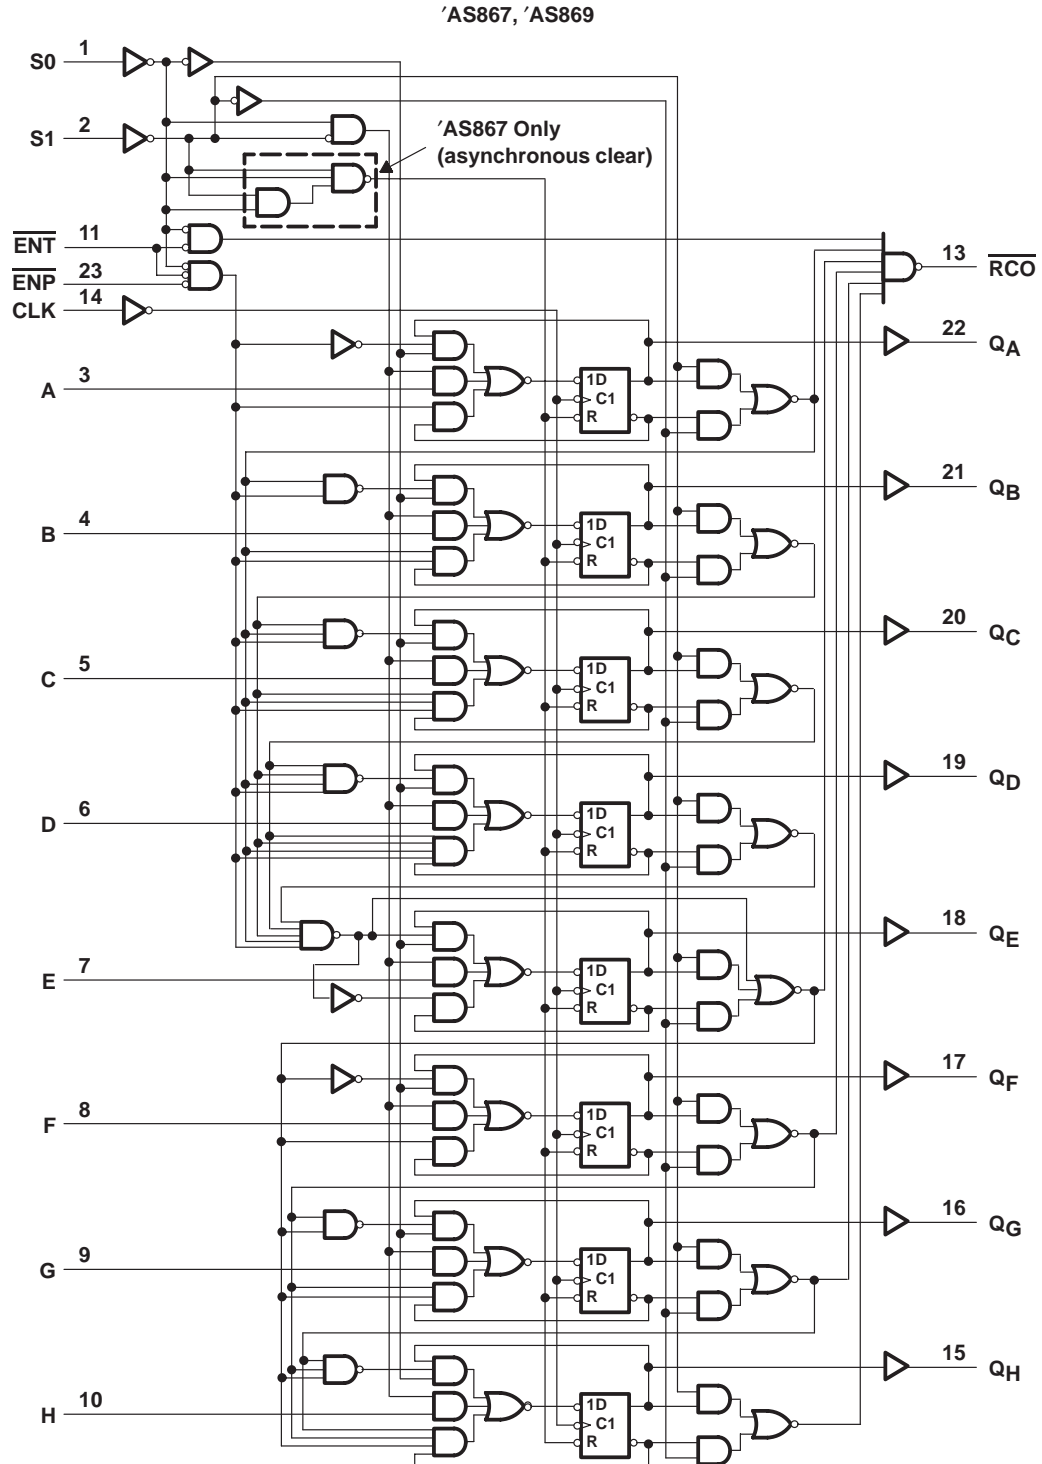 ′AS867, ′AS869
S0 1
S1 2
′AS867 Only
(asynchronous clear)
ENT 11
13 RCO
ENP 23
CLK 14
22 QA
1D
A 3
C1
R
21 QB
1D
B 4
C1
R
20 QC
1D
C 5
C1
R
19 QD
1D
D 6
C1
R
18 QE
1D
E 7
C1
R
17 QF
1D
F 8
C1
R
16 QG
1D
G 9
C1
R
15 QH
1D
H 10
C1
R